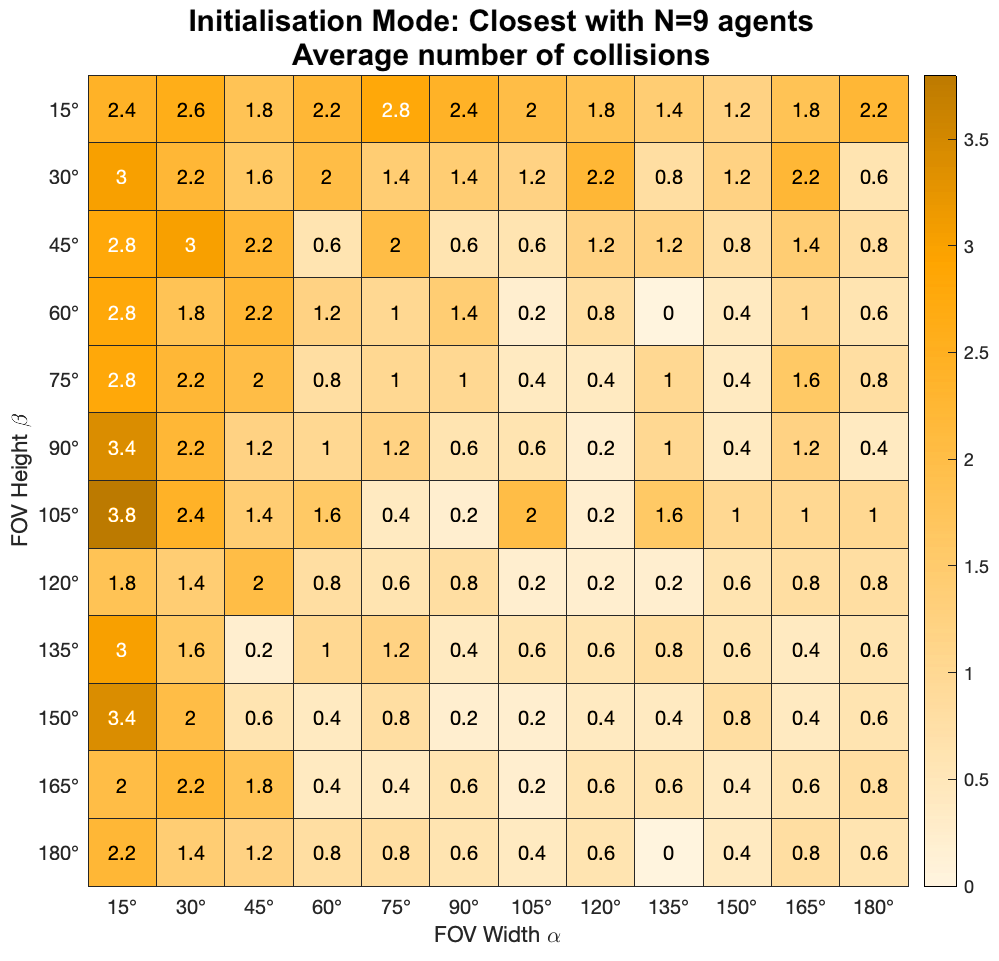 Initialisation Mode: Closest with N=9 agents
Average number of collisions
15° 2.4 2.6 1.8 2.2 2.8 2.4 2 1.8 1.4 1.2 1.8 2.2
30° 3 2.2 1.6 2 1.4 1.4 1.2 2.2 0.8 1.2 2.2 0.6
45° 2.8 3 2.2 0.6 2 0.6 0.6 1.2 1.2 0.8 1.4 0.8
60° 2.8 1.8 2.2 1.2 1 1.4 0.2 0.8 0 0.4 1 0.6
75° 2.8 2.2 2 0.8 1 1 0.4 0.4 1 0.4 1.6 0.8
90° 3.4 2.2 1.2 1 1.2 0.6 0.6 0.2 1 0.4 1.2 0.4
105° 3.8 2.4 1.4 1.6 0.4 0.2 2 0.2 1.6 1 1 1
120° 1.8 1.4 2 0.8 0.6 0.8 0.2 0.2 0.2 0.6 0.8 0.8
135° 3 1.6 0.2 1 1.2 0.4 0.6 0.6 0.8 0.6 0.4 0.6
150° 3.4 2 0.6 0.4 0.8 0.2 0.2 0.4 0.4 0.8 0.4 0.6
165° 2 2.2 1.8 0.4 0.4 0.6 0.2 0.6 0.6 0.4 0.6 0.8
180° 2.2 1.4 1.2 0.8 0.8 0.6 0.4 0.6 0 0.4 0.8 0.6
15° 30° 45° 60° 75° 90° 105° 120° 135° 150° 165° 180°
FOV Width α
FOV Height β
3.5
3
2.5
2
1.5
1
0.5
0